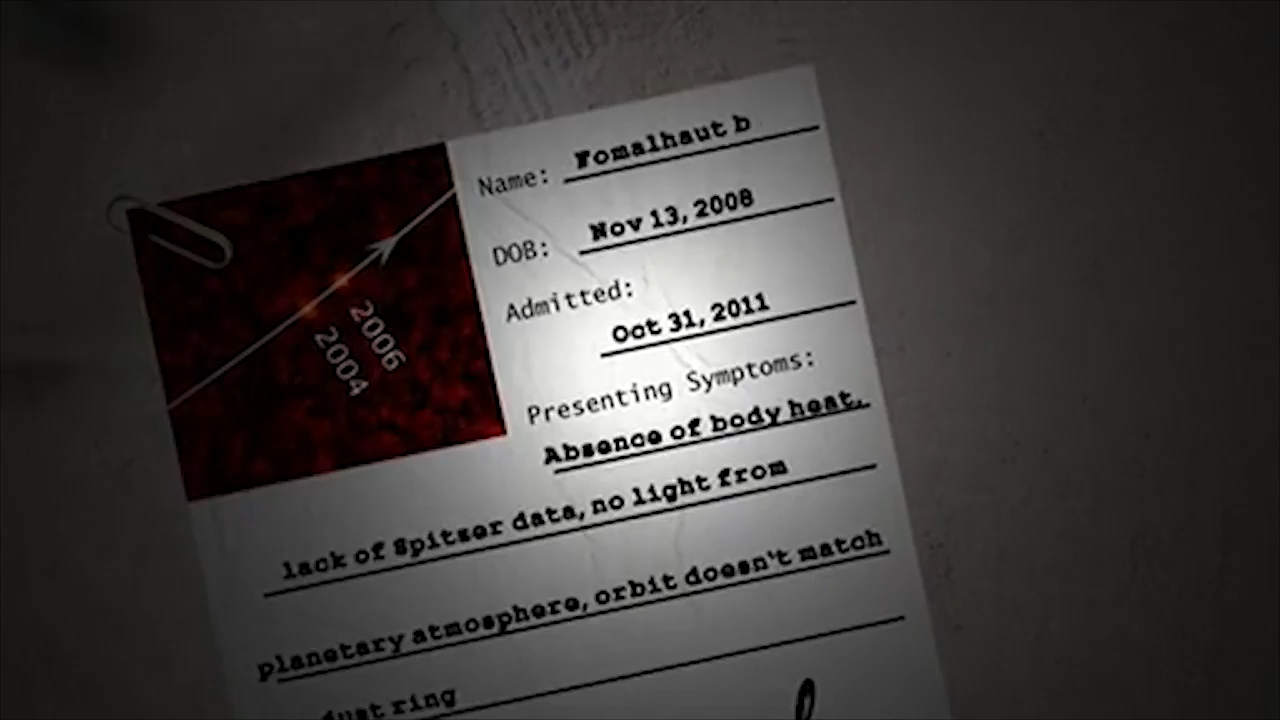 Name: Fomalhaut b
DOB: Nov 13, 2008
Admitted:
Oct 31, 2011
2006
2004
Presenting Symptoms:
Absence of body heat,
lack of Spitzer data, no light from
planetary atmosphere, orbit doesn't match
dust ring